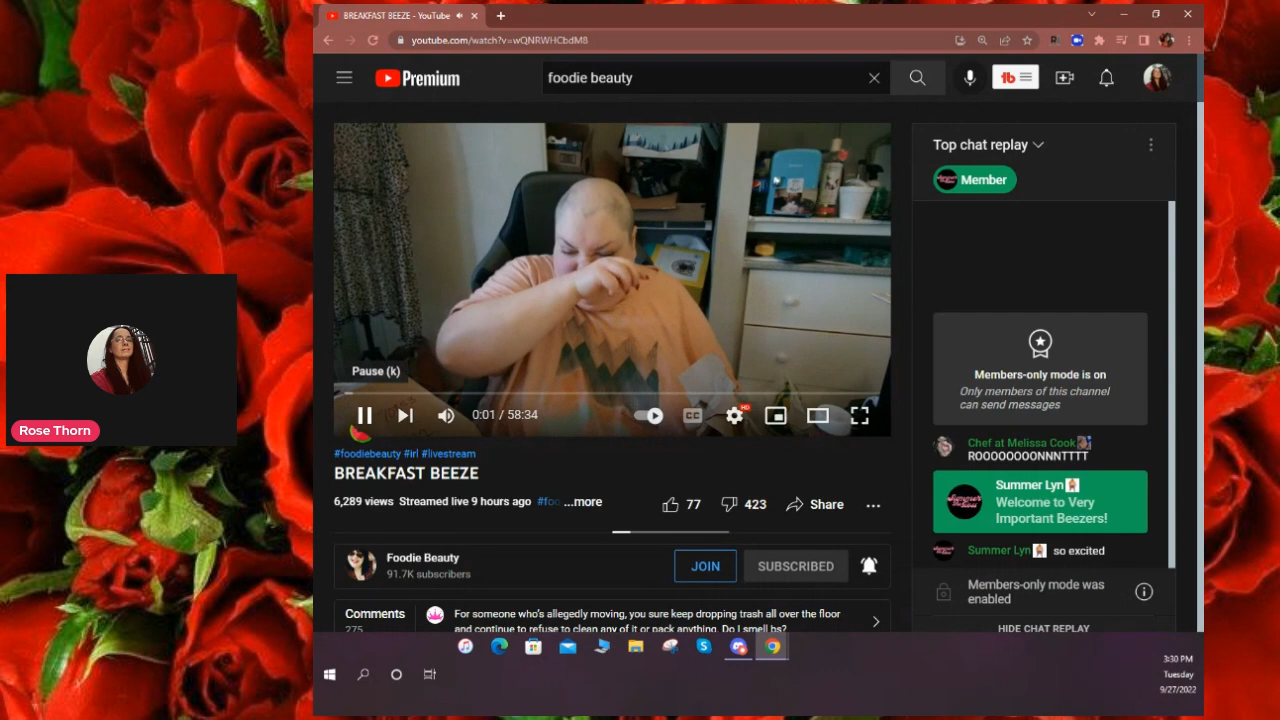 BREAKFAST BEEZE - YouTube
youtube.com/watch?v=wQNRWHCbdM8
Premium
foodie beauty
Top chat replay
Member
Pause (k)
0:01 / 58:34
CC
HD
Members-only mode is on
Only members of this channel
can send messages
Chef at Melissa Cook
ROOOOOOOONNNTTTT
Summer Lyn
Welcome to Very
Important Beezers!
Summer Lyn so excited
Members-only mode was
enabled
HIDE CHAT REPLAY
#foodiebeauty #irl #livestream
BREAKFAST BEEZE
6,289 views Streamed live 9 hours ago #foo ...more
77
423
Share
Foodie Beauty
91.7K subscribers
JOIN
SUBSCRIBED
Comments
275
For someone who's allegedly moving, you sure keep dropping trash all over the floor
and continue to refuse to clean any of it or pack anything. Do I smell bs?
Rose Thorn
3:30 PM
Tuesday
9/27/2022